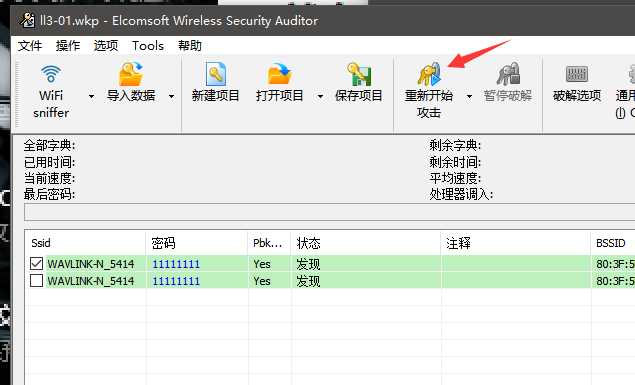 ll3-01.wkp - Elcomsoft Wireless Security Auditor
文件 操作 选项 Tools 帮助
WiFi sniffer 导入数据 新建项目 打开项目 保存项目 重新开始攻击 暂停破解 破解选项 通用
(I) C
全部字典: 剩余字典:
已用时间: 剩余时间:
当前速度: 平均速度:
最后密码: 处理器调入:
Ssid 密码 Pbk... 状态 注释 BSSID
WAVLINK-N_5414 11111111 Yes 发现 80:3F:5
WAVLINK-N_5414 11111111 Yes 发现 80:3F:5